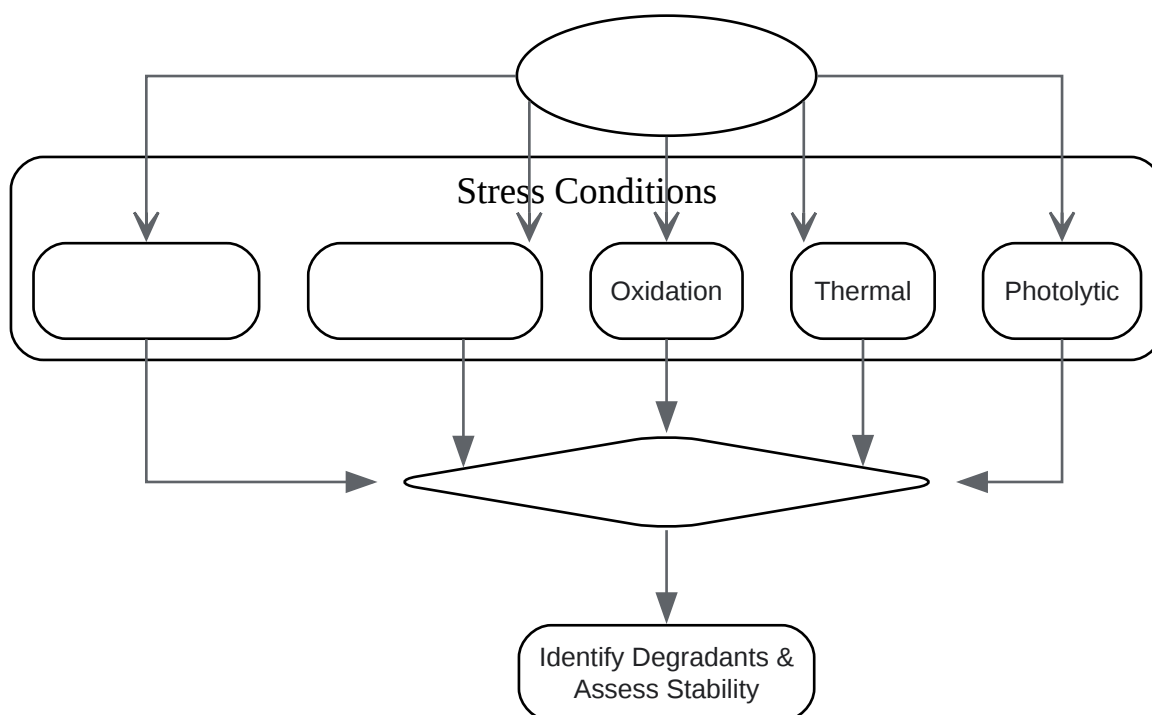 Stress Conditions
Oxidation
Thermal
Photolytic
Identify Degradants &
Assess Stability